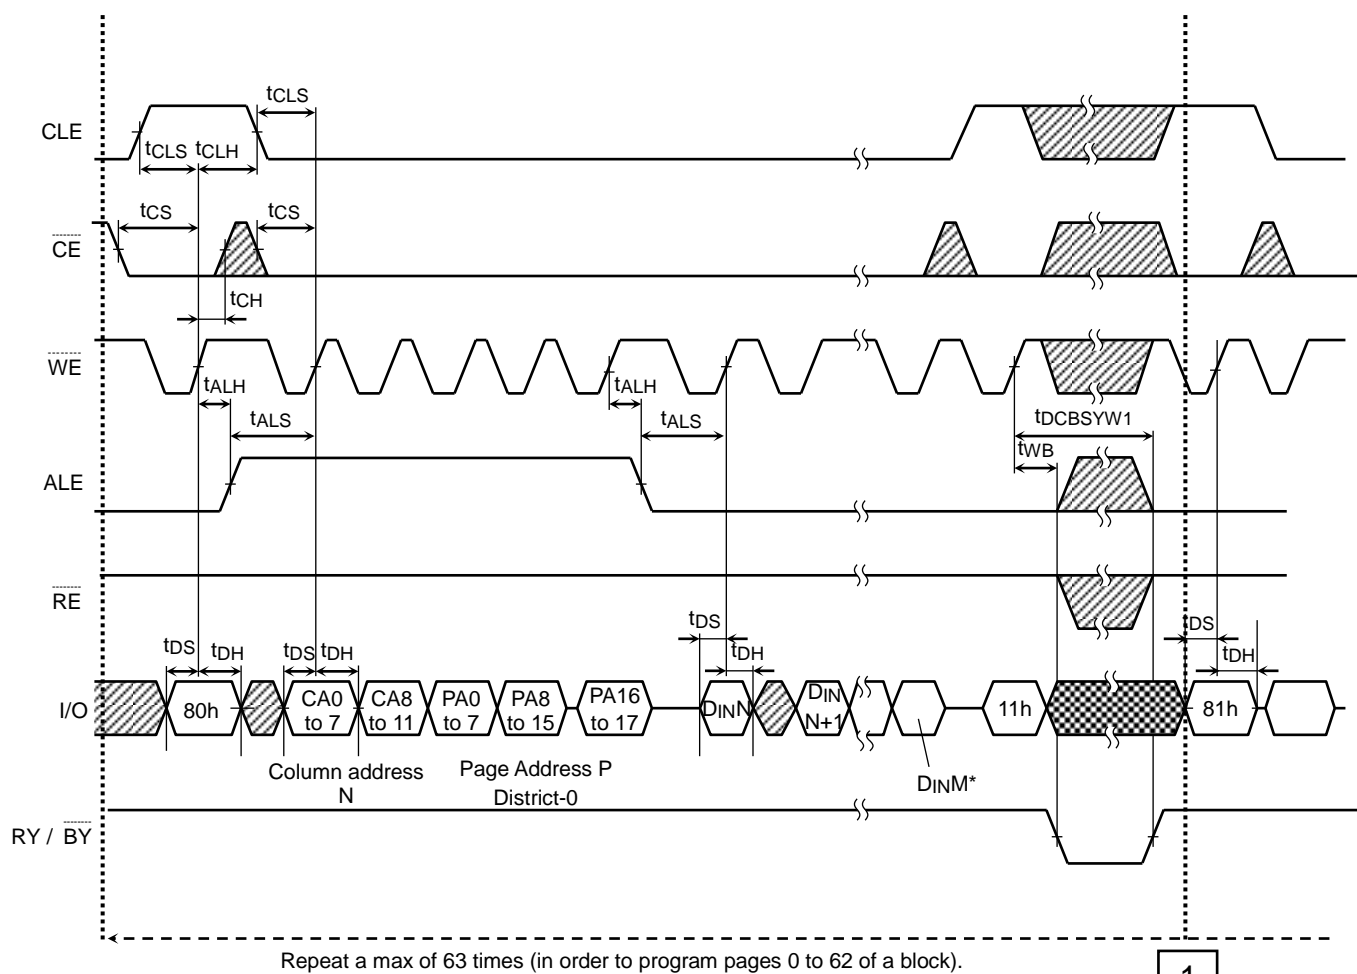 tCLS
CLE
tCLS tCLH
tCS tCS
CE
tCH
WE
tALH tALH
tALS tALS
tDCBSYW1
tWB
ALE
RE
tDS tDH tDS tDH tDS tDH tDS tDH
I/O
80h
CA0 to 7
CA8 to 11
PA0 to 7
PA8 to 15
PA16 to 17
DINN
DIN N+1
11h
81h
DINM*
Column address
N
Page Address P
District-0
RY / BY
Repeat a max of 63 times (in order to program pages 0 to 62 of a block).
1